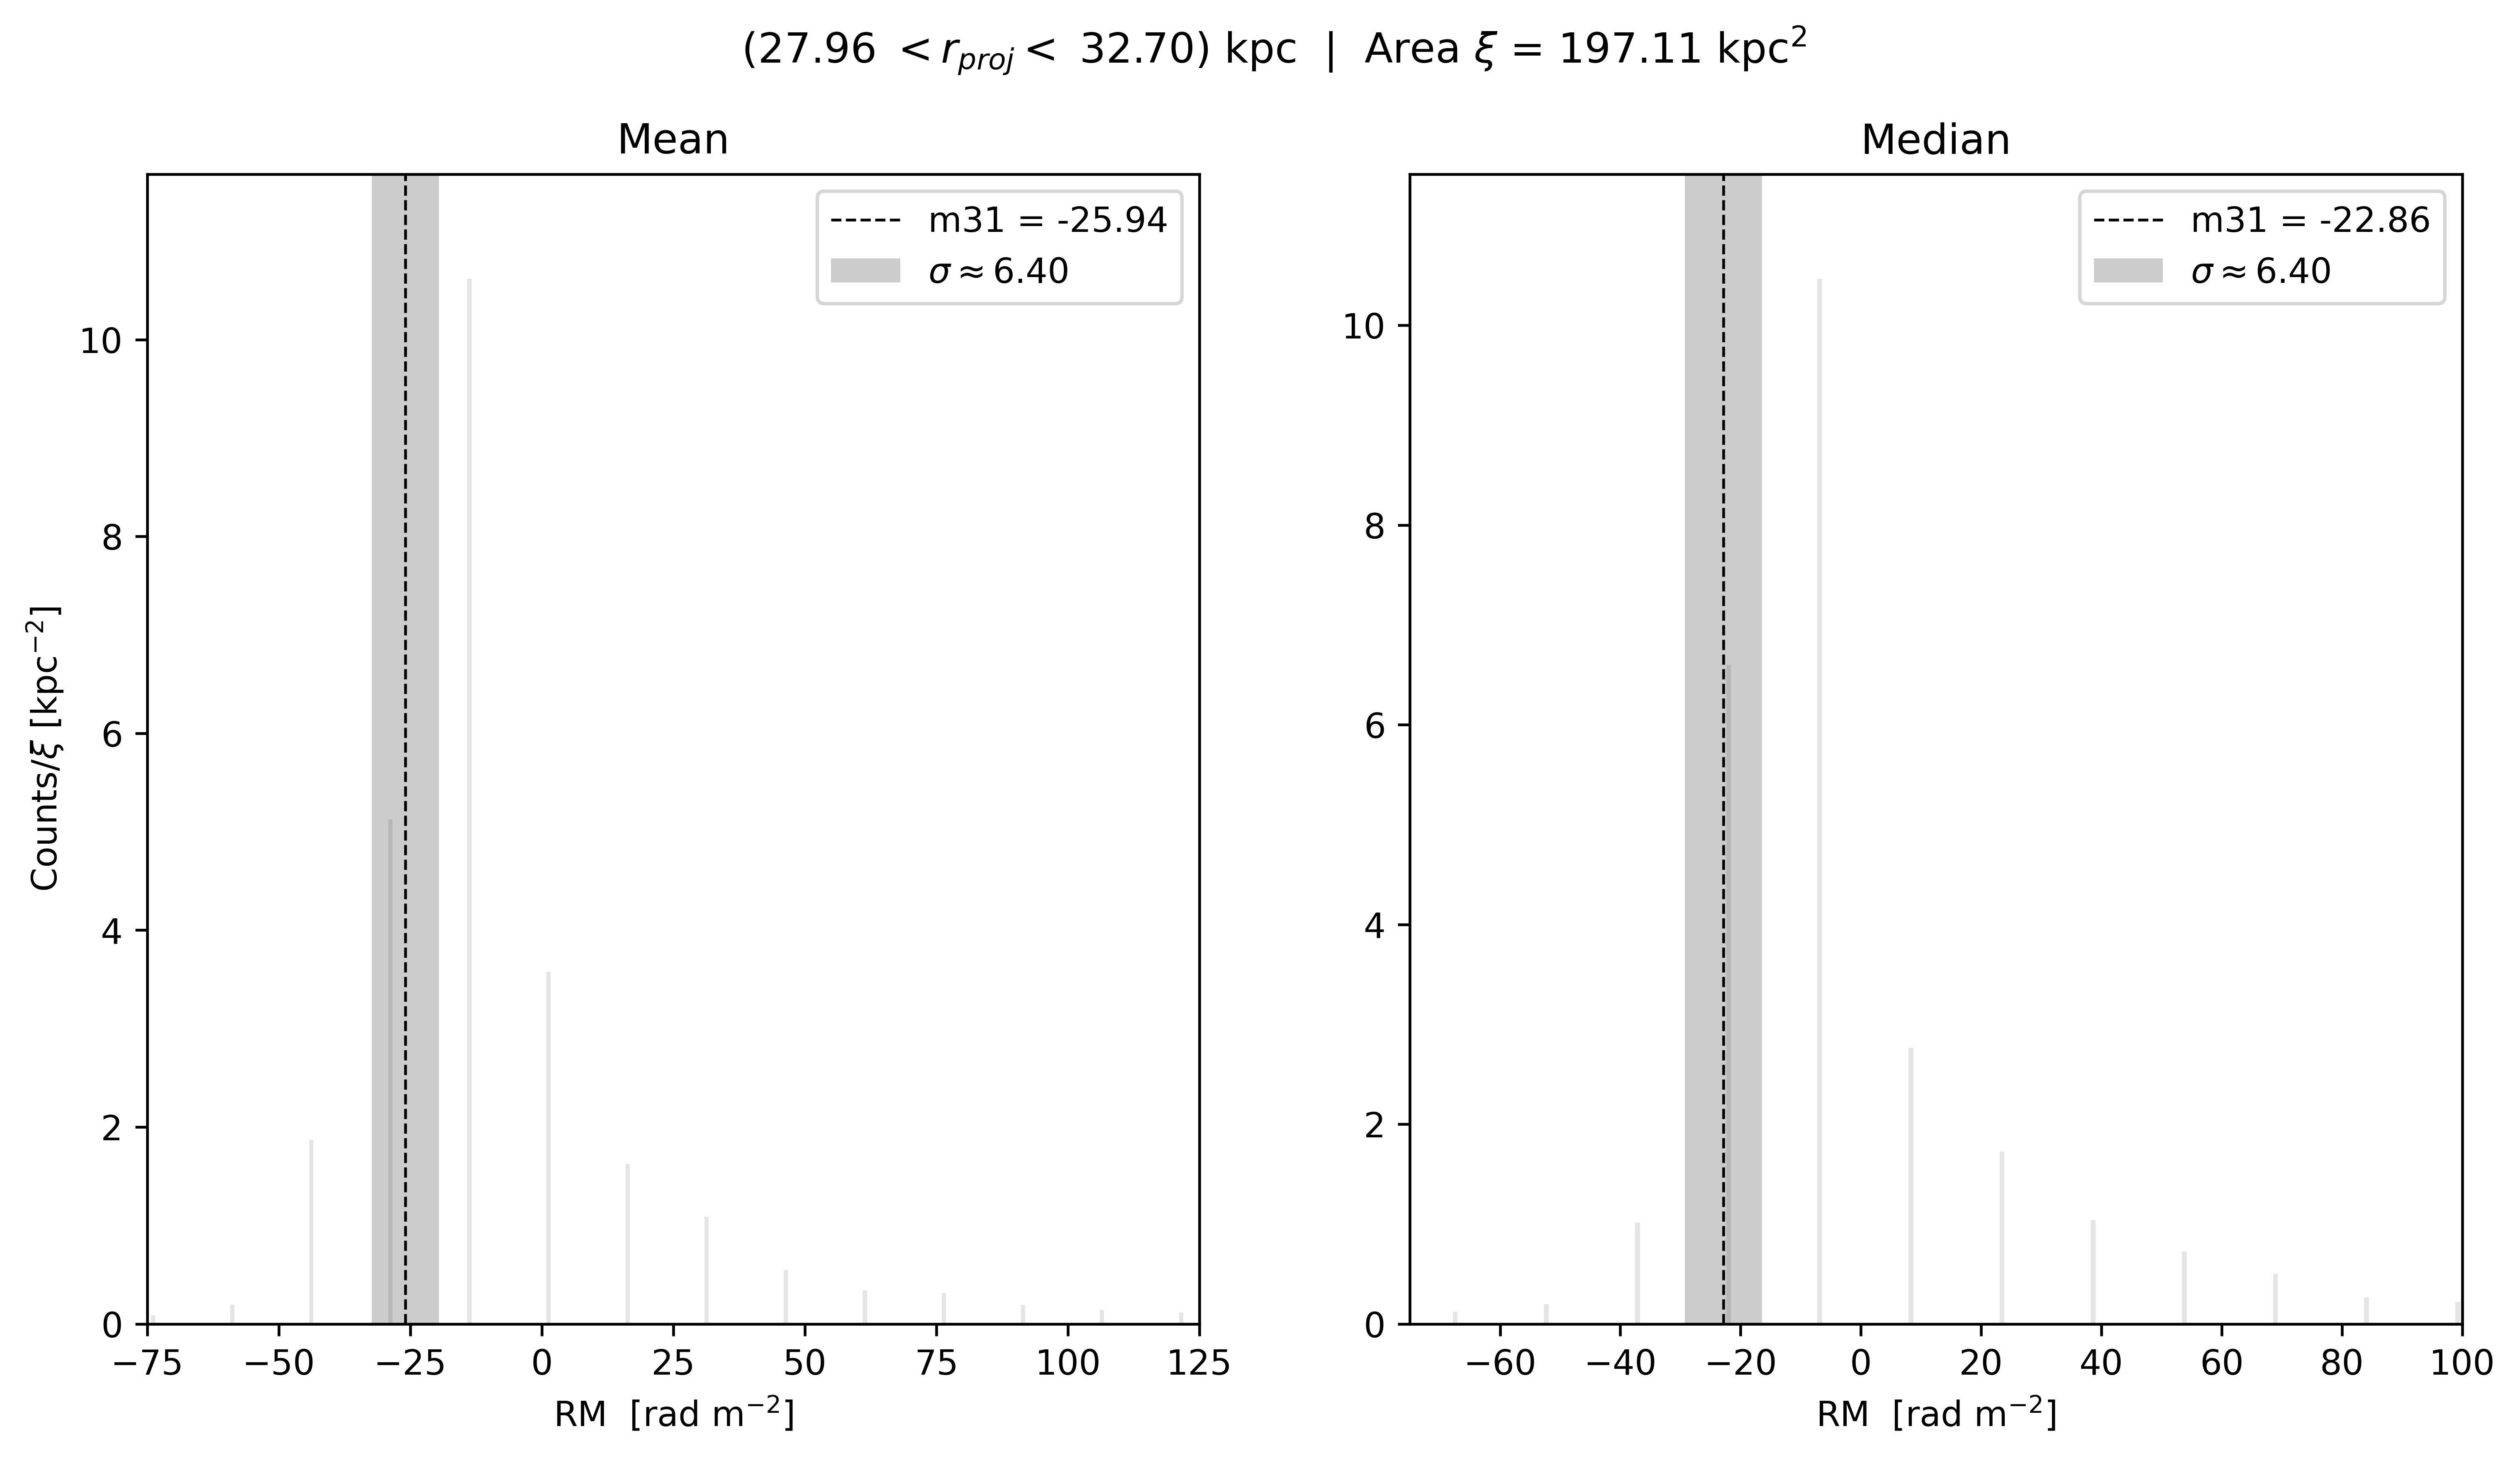 (27.96 < r_proj < 32.70) kpc | Area ξ = 197.11 kpc²
Mean
m31 = -25.94
σ ≈ 6.40
Counts/ξ [kpc⁻²]
10
8
6
4
2
0
−75 −50 −25 0 25 50 75 100 125
RM [rad m⁻²]
Median
m31 = -22.86
σ ≈ 6.40
10
8
6
4
2
0
−60 −40 −20 0 20 40 60 80 100
RM [rad m⁻²]